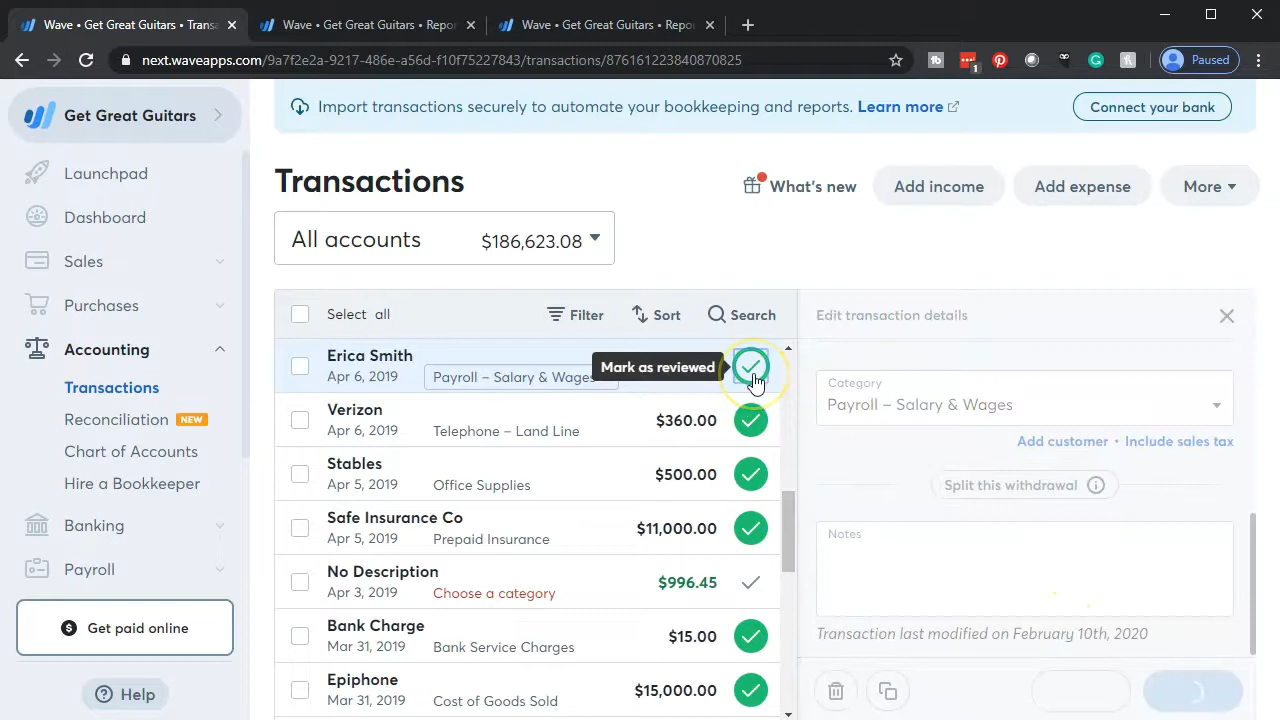 Wave • Get Great Guitars • Transa
Wave • Get Great Guitars • Repo
Wave • Get Great Guitars • Repo
next.waveapps.com/9a7f2e2a-9217-486e-a56d-f10f75227843/transactions/876161223840870825
1
Paused
Get Great Guitars
Launchpad
Dashboard
Sales
Purchases
Accounting
Transactions
Reconciliation NEW
Chart of Accounts
Hire a Bookkeeper
Banking
Payroll
Get paid online
Help
Import transactions securely to automate your bookkeeping and reports. Learn more
Connect your bank
Transactions
What's new
Add income
Add expense
More
All accounts $186,623.08
Select all
Filter
Sort
Search
Erica Smith
Apr 6, 2019 Payroll – Salary & Wages
Mark as reviewed
Verizon
Apr 6, 2019 Telephone – Land Line $360.00
Stables
Apr 5, 2019 Office Supplies $500.00
Safe Insurance Co
Apr 5, 2019 Prepaid Insurance $11,000.00
No Description
Apr 3, 2019 Choose a category $996.45
Bank Charge
Mar 31, 2019 Bank Service Charges $15.00
Epiphone
Mar 31, 2019 Cost of Goods Sold $15,000.00
Edit transaction details
Category
Payroll – Salary & Wages
Add customer • Include sales tax
Split this withdrawal
Notes
Transaction last modified on February 10th, 2020